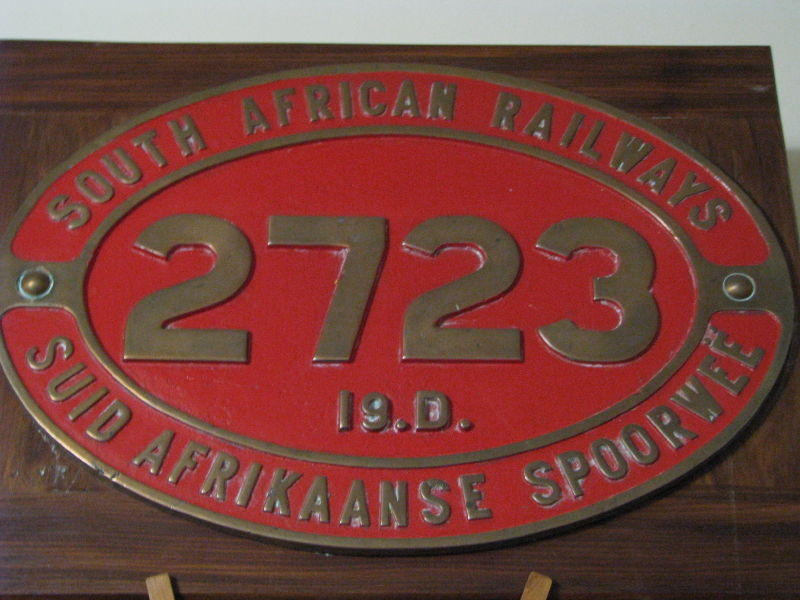 SOUTH AFRICAN RAILWAYS
2723
19.D.
SUID AFRIKAANSE SPOORWEË